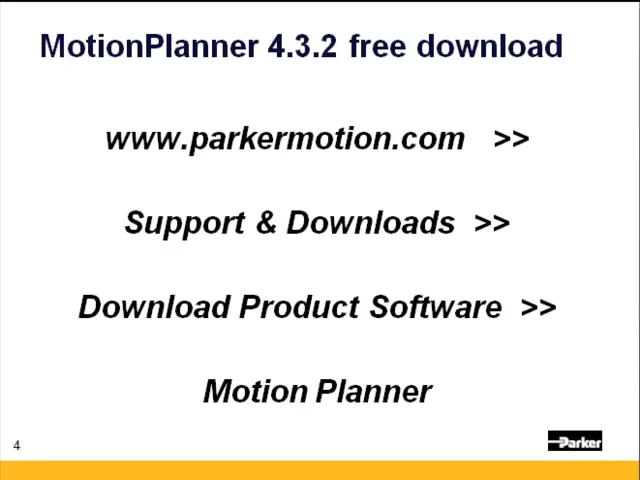 MotionPlanner 4.3.2 free download
www.parkermotion.com >>
Support & Downloads >>
Download Product Software >>
Motion Planner
4
Parker